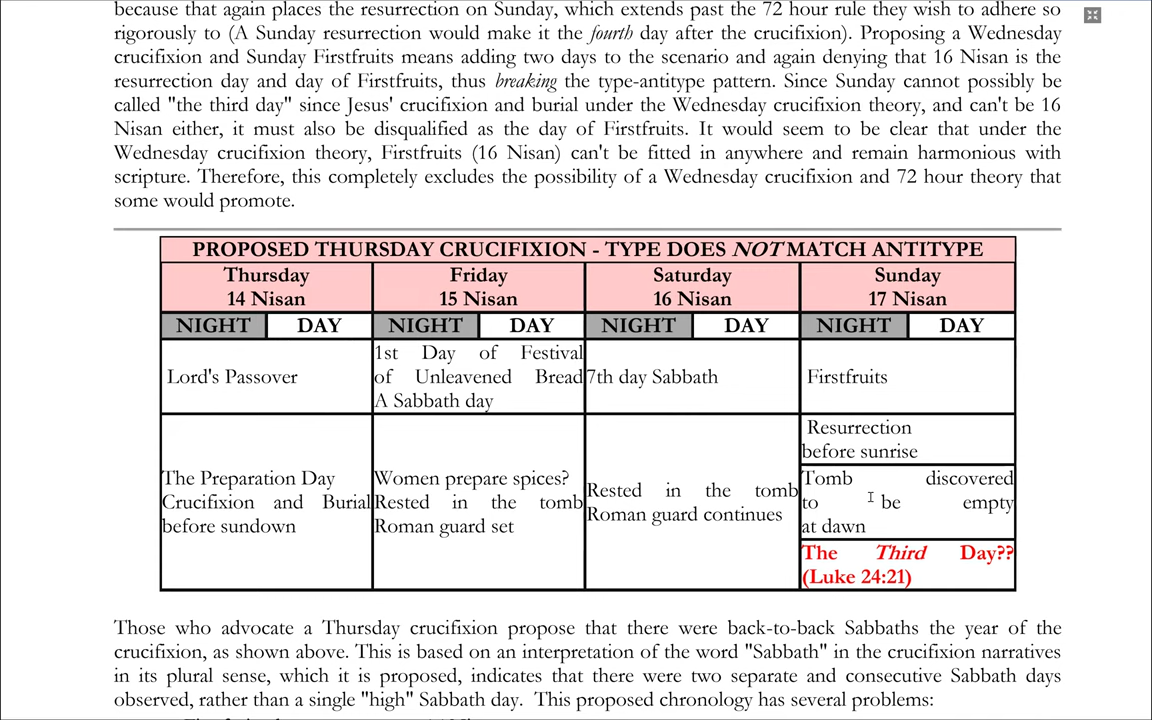 because that again places the resurrection on Sunday, which extends past the 72 hour rule they wish to adhere so
rigorously to (A Sunday resurrection would make it the fourth day after the crucifixion). Proposing a Wednesday
crucifixion and Sunday Firstfruits means adding two days to the scenario and again denying that 16 Nisan is the
resurrection day and day of Firstfruits, thus breaking the type-antitype pattern. Since Sunday cannot possibly be
called "the third day" since Jesus' crucifixion and burial under the Wednesday crucifixion theory, and can't be 16
Nisan either, it must also be disqualified as the day of Firstfruits. It would seem to be clear that under the
Wednesday crucifixion theory, Firstfruits (16 Nisan) can't be fitted in anywhere and remain harmonious with
scripture. Therefore, this completely excludes the possibility of a Wednesday crucifixion and 72 hour theory that
some would promote.
PROPOSED THURSDAY CRUCIFIXION - TYPE DOES NOT MATCH ANTITYPE
Thursday
14 Nisan
Friday
15 Nisan
Saturday
16 Nisan
Sunday
17 Nisan
NIGHT DAY NIGHT DAY NIGHT DAY NIGHT DAY
Lord's Passover
1st Day of Festival
of Unleavened Bread
A Sabbath day
7th day Sabbath
Firstfruits
The Preparation Day
Crucifixion and Burial
before sundown
Women prepare spices?
Rested in the tomb
Roman guard set
Rested in the tomb
Roman guard continues
Resurrection
before sunrise
Tomb discovered
to be empty
at dawn
The Third Day??
(Luke 24:21)
Those who advocate a Thursday crucifixion propose that there were back-to-back Sabbaths the year of the
crucifixion, as shown above. This is based on an interpretation of the word "Sabbath" in the crucifixion narratives
in its plural sense, which it is proposed, indicates that there were two separate and consecutive Sabbath days
observed, rather than a single "high" Sabbath day. This proposed chronology has several problems: